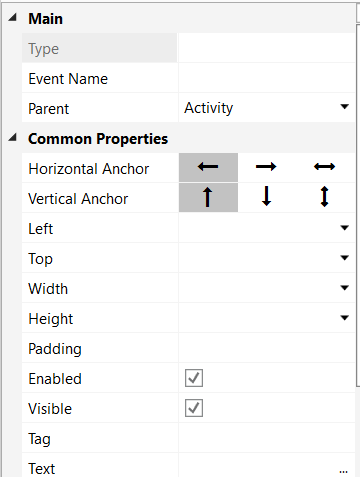 Main
Type
Event Name
Parent Activity
Common Properties
Horizontal Anchor
Vertical Anchor
Left
Top
Width
Height
Padding
Enabled
Visible
Tag
Text ...